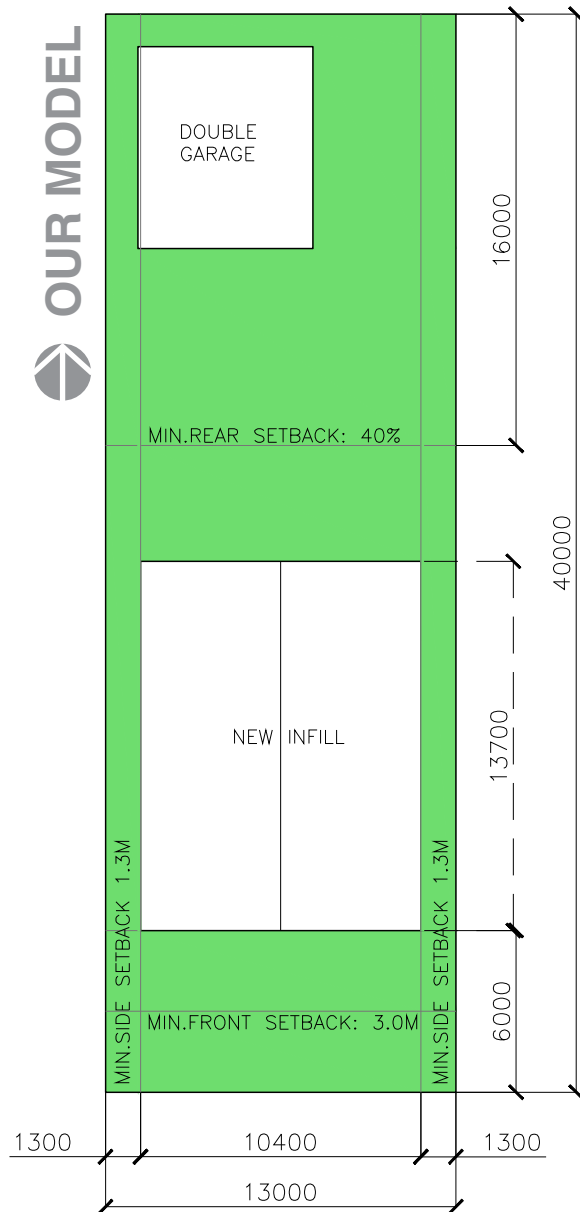 OUR MODEL
DOUBLE
GARAGE
16000
MIN.REAR SETBACK: 40%
40000
NEW INFILL
13700
MIN.SIDE SETBACK 1.3M
MIN.SIDE SETBACK 1.3M
6000
MIN.FRONT SETBACK: 3.0M
1300
10400
1300
13000